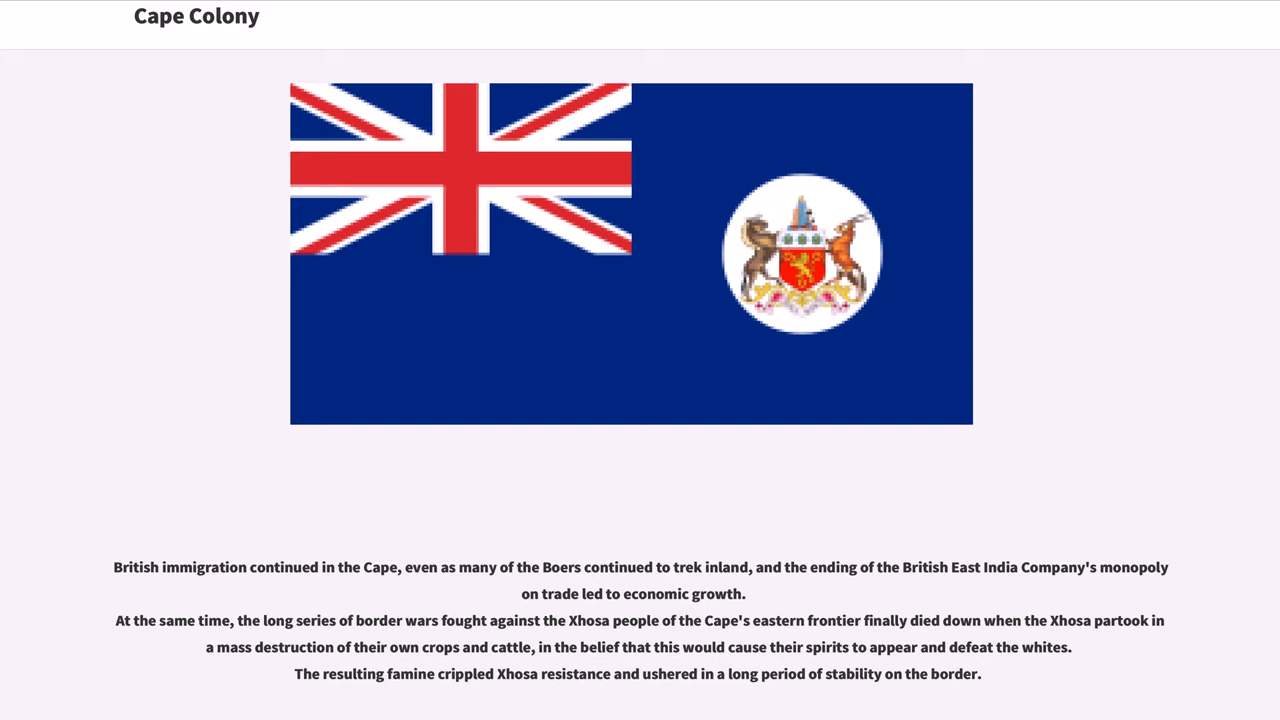 Cape Colony
British immigration continued in the Cape, even as many of the Boers continued to trek inland, and the ending of the British East India Company's monopoly
on trade led to economic growth.
At the same time, the long series of border wars fought against the Xhosa people of the Cape's eastern frontier finally died down when the Xhosa partook in
a mass destruction of their own crops and cattle, in the belief that this would cause their spirits to appear and defeat the whites.
The resulting famine crippled Xhosa resistance and ushered in a long period of stability on the border.